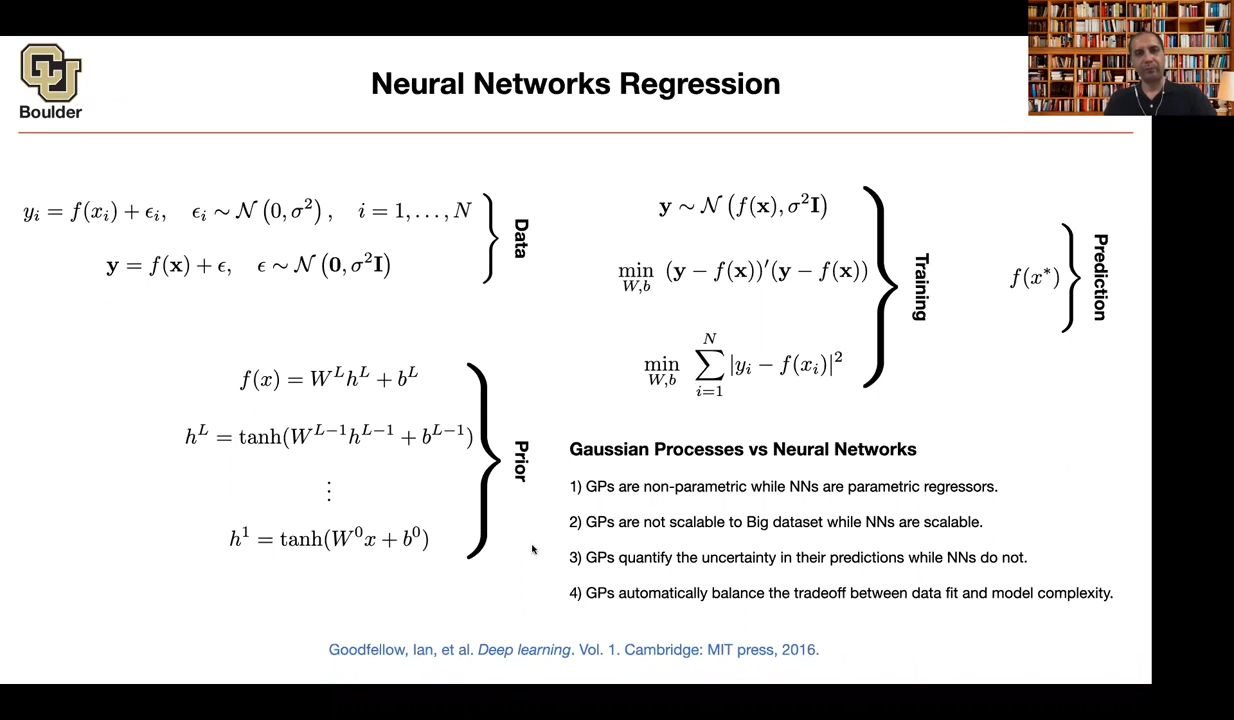 CU
Boulder
Neural Networks Regression
y_i = f(x_i) + ϵ_i, ϵ_i ∼ 𝒩(0, σ²), i = 1, . . . , N
𝐲 = f(𝐱) + ϵ, ϵ ∼ 𝒩(𝟎, σ²𝐈)
Data
f(x) = W^L h^L + b^L
h^L = tanh(W^{L−1} h^{L−1} + b^{L−1})
⋮
h¹ = tanh(W⁰x + b⁰)
Prior
𝐲 ∼ 𝒩(f(𝐱), σ²𝐈)
min_{W,b} (𝐲 − f(𝐱))′(𝐲 − f(𝐱))
min_{W,b} ∑_{i=1}^{N} |y_i − f(x_i)|²
Training
f(x*)
Prediction
Gaussian Processes vs Neural Networks
1) GPs are non-parametric while NNs are parametric regressors.
2) GPs are not scalable to Big dataset while NNs are scalable.
3) GPs quantify the uncertainty in their predictions while NNs do not.
4) GPs automatically balance the tradeoff between data fit and model complexity.
Goodfellow, Ian, et al. Deep learning. Vol. 1. Cambridge: MIT press, 2016.